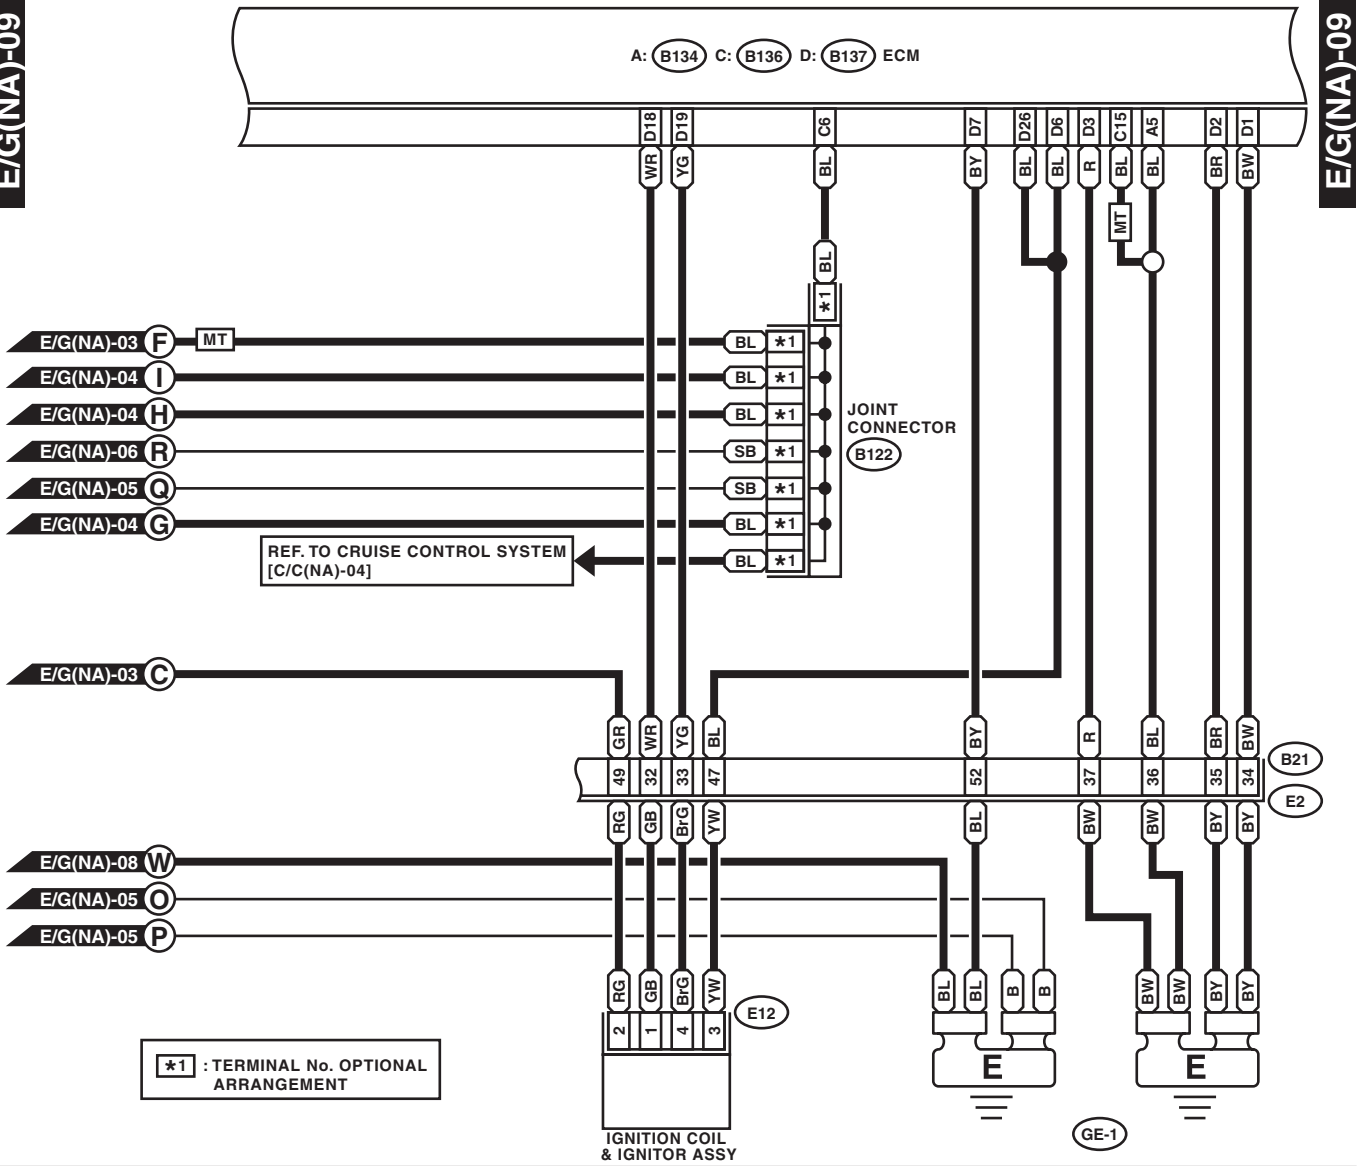 E/G(NA)-09
E/G(NA)-09
A: B134 C: B136 D: B137 ECM
D18 D19 C6 D7 D26 D6 D3 C15 A5 D2 D1
WR YG BL BY BL BL R BL BL BR BW
MT
BL
*1
E/G(NA)-03 F MT BL *1
E/G(NA)-04 I BL *1
E/G(NA)-04 H BL *1
JOINT
CONNECTOR
B122
E/G(NA)-06 R SB *1
E/G(NA)-05 Q SB *1
E/G(NA)-04 G BL *1
REF. TO CRUISE CONTROL SYSTEM
[C/C(NA)-04]
BL *1
E/G(NA)-03 C
GR WR YG BL BY R BL BR BW
49 32 33 47 52 37 36 35 34
B21
E2
RG GB BrG YW BL BW BW BY BY
E/G(NA)-08 W
E/G(NA)-05 O
E/G(NA)-05 P
RG GB BrG YW BL BL B B BW BW BY BY
2 1 4 3
E12
E E
*1 : TERMINAL No. OPTIONAL
ARRANGEMENT
GE-1
IGNITION COIL
& IGNITOR ASSY